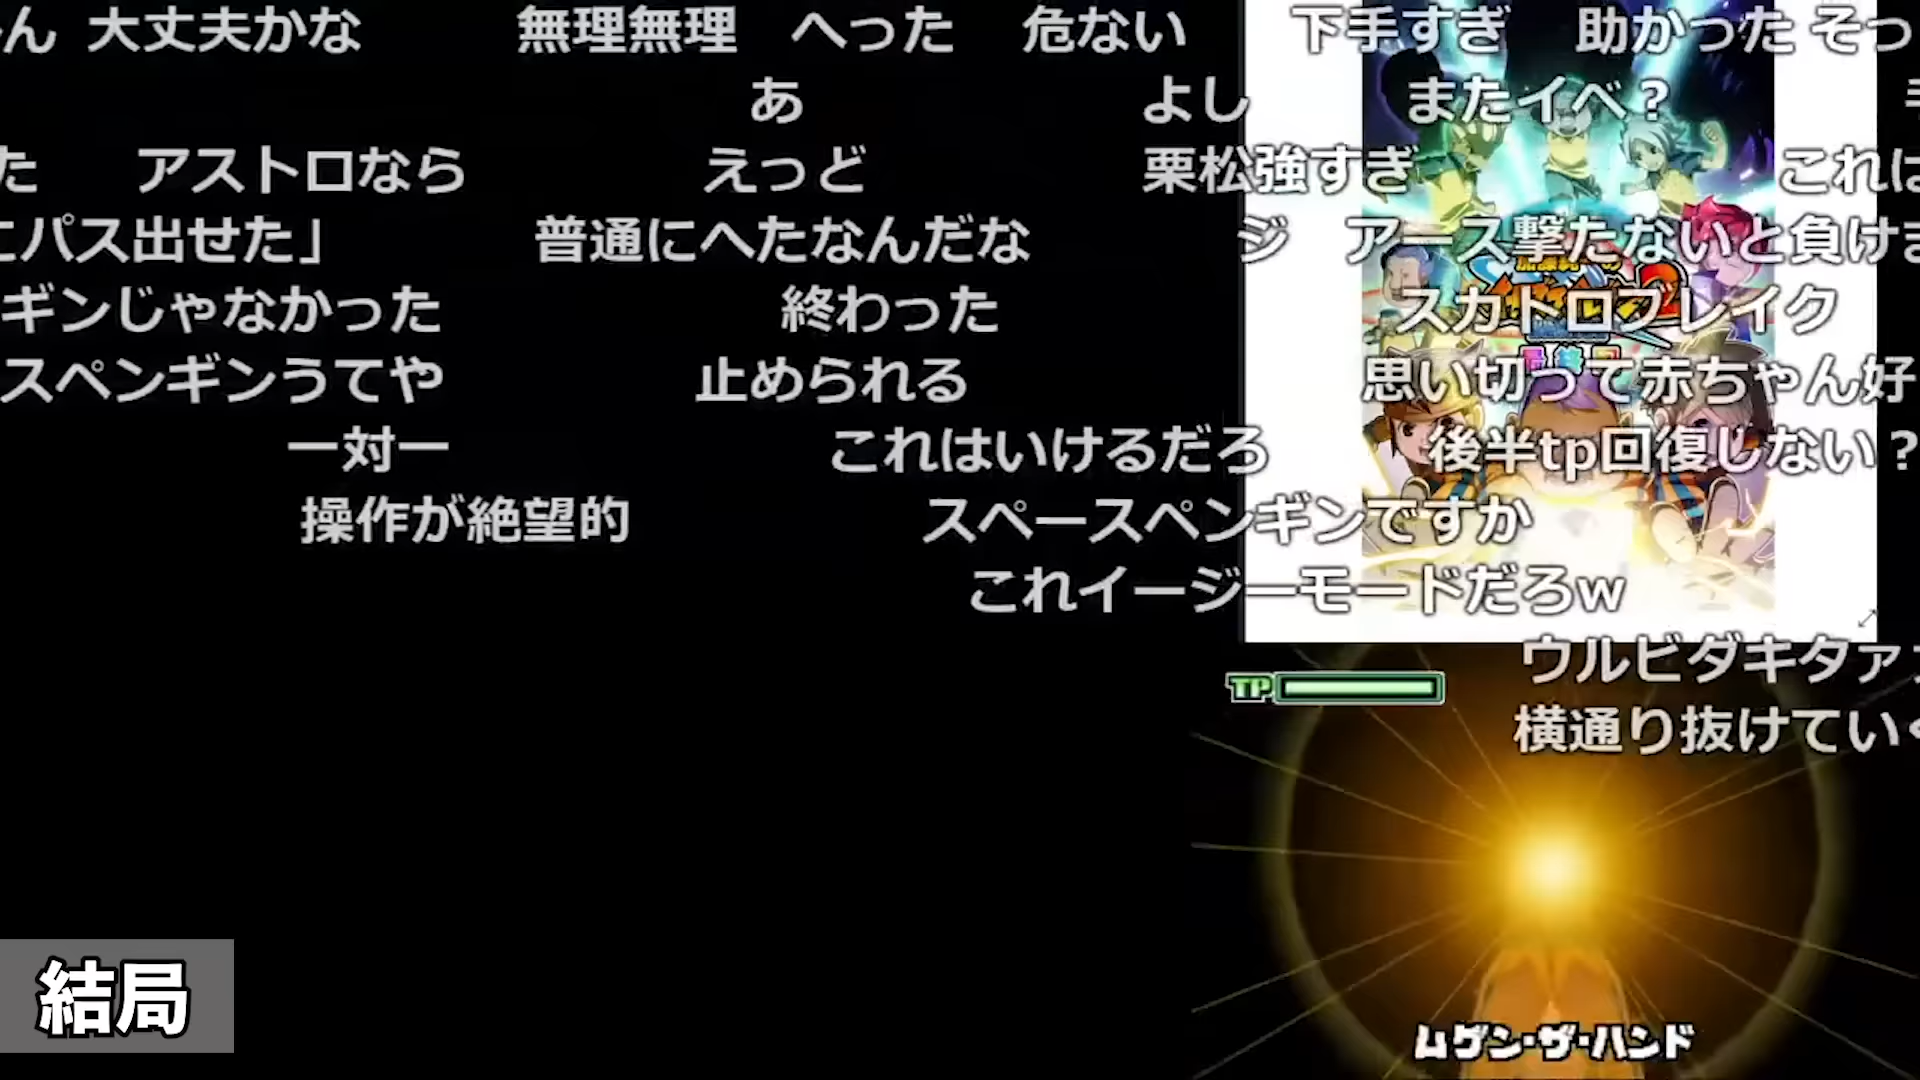 ん 大丈夫かな 無理無理 へった 危ない 下手すぎ 助かった そっ
あ よし またイベ？
た アストロなら えっど 栗松強すぎ これは
パス出せた」 普通にへたなんだな ジ アース撃たないと負け
ギンじゃなかった 終わった スカトロブレイク
スペンギンうてや 止められる 思い切って赤ちゃん好
一対一 これはいけるだろ 後半tp回復しない？
操作が絶望的 スペースペンギンですか
これイージーモードだろw
ウルビダキタァ
TP
横通り抜けてい
結局
ムゲン・ザ・ハンド